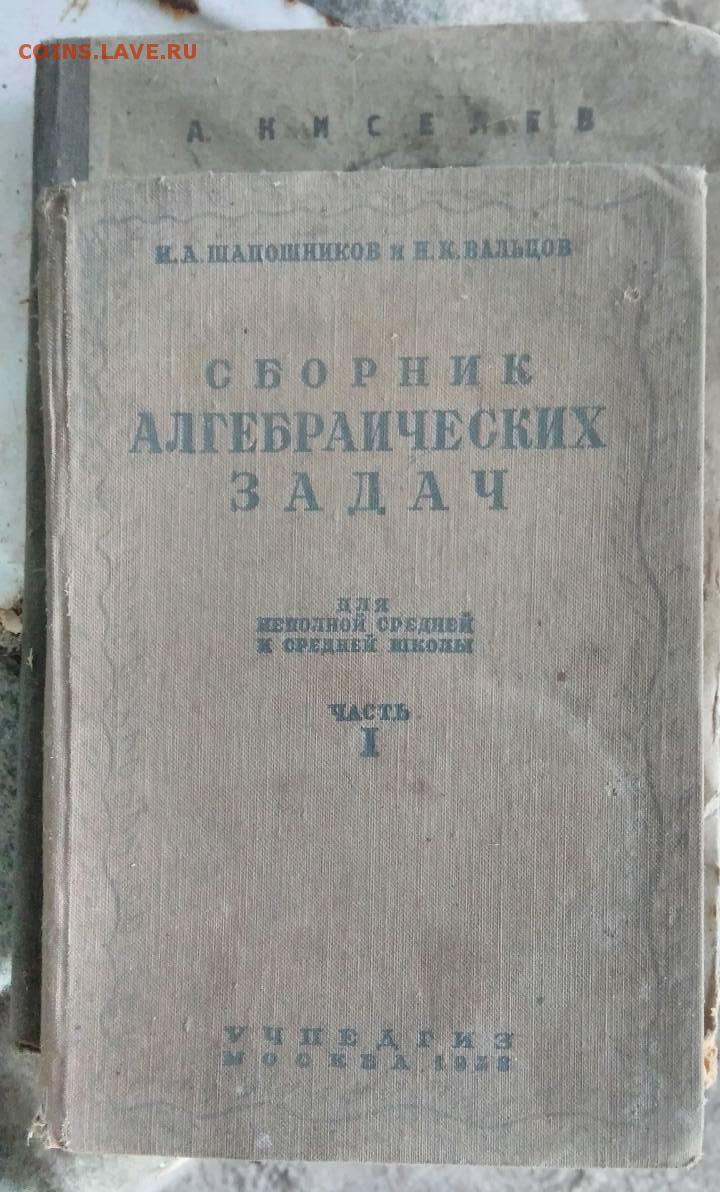 COINS.LAVE.RU
А. КИСЕЛЕВ
Н.А.ШАПОШНИКОВ и Н.К.ВАЛЬЦОВ
СБОРНИК
АЛГЕБРАИЧЕСКИХ
ЗАДАЧ
ДЛЯ
НЕПОЛНОЙ СРЕДНЕЙ
И СРЕДНЕЙ ШКОЛЫ
ЧАСТЬ
I
УЧПЕДГИЗ
МОСКВА